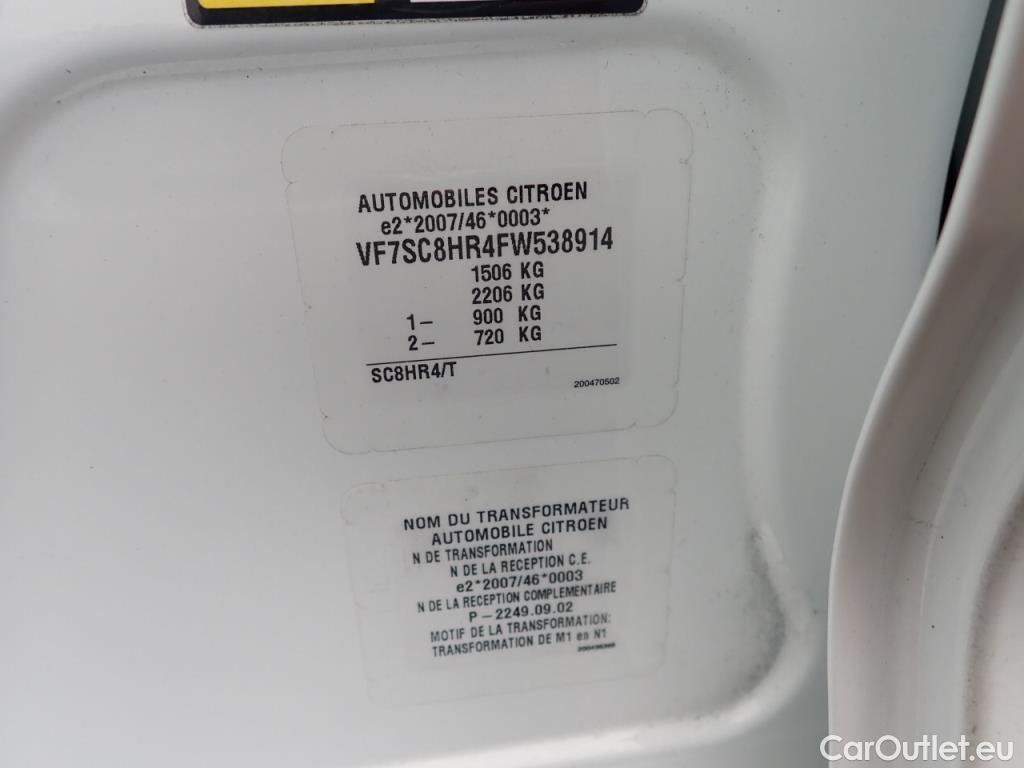 AUTOMOBILES CITROEN
e2*2007/46*0003*
VF7SC8HR4FW538914
1506 KG
2206 KG
1– 900 KG
2– 720 KG
SC8HR4/T
200470502
NOM DU TRANSFORMATEUR
AUTOMOBILE CITROEN
N DE TRANSFORMATION
N DE LA RECEPTION C.E.
e2*2007/46*0003
N DE LA RECEPTION COMPLEMENTAIRE
P–2249.09.02
MOTIF DE LA TRANSFORMATION:
TRANSFORMATION DE M1 en N1
CarOutlet.eu